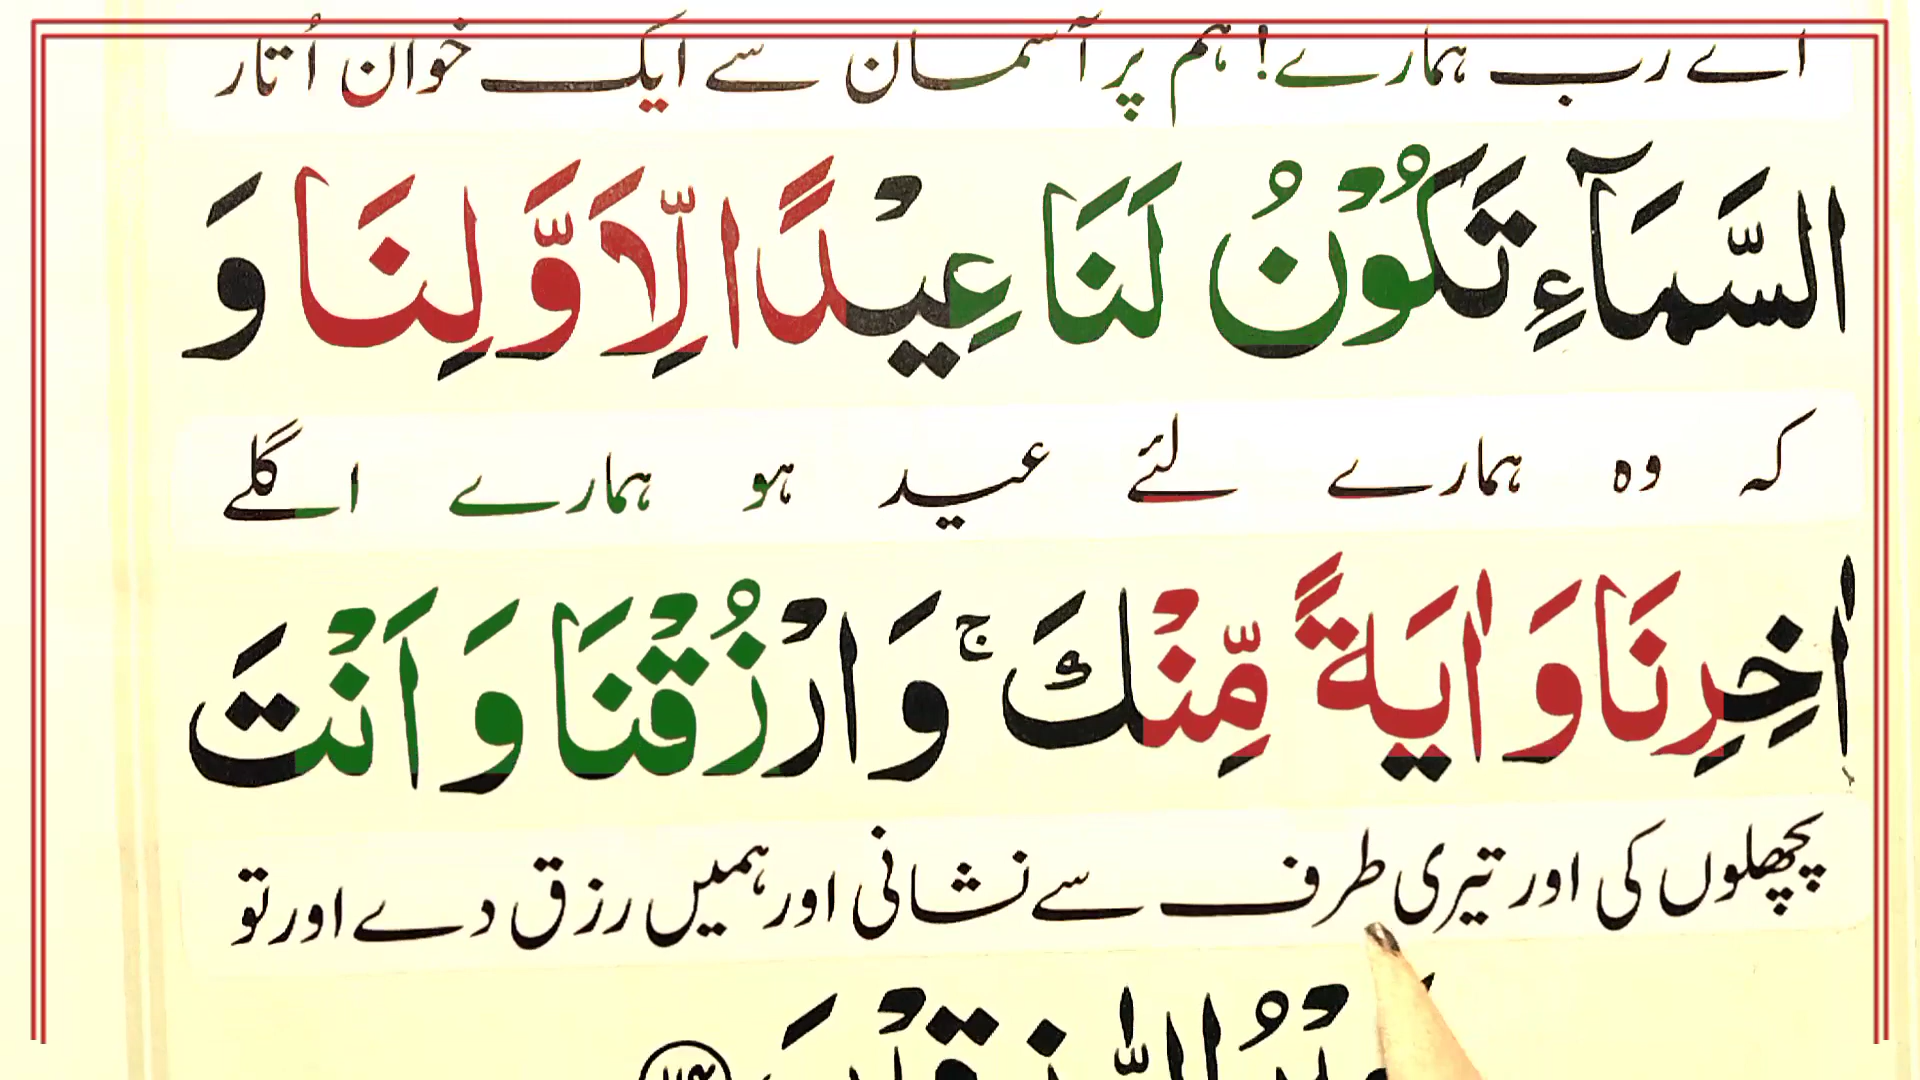 اے رب ہمارے! ہم پر آسمان سے ایک خوان اُتار
السَّمَآءِ تَكُوْنُ لَنَا عِيْدًا لِّاَوَّلِنَا وَ
کہ وہ ہمارے لئے عید ہو ہمارے اگلے
اٰخِرِنَا وَ اٰيَةً مِّنْكَ ۚ وَ ارْزُقْنَا وَ اَنْتَ
پچھلوں کی اور تیری طرف سے نشانی اور ہمیں رزق دے اور تو